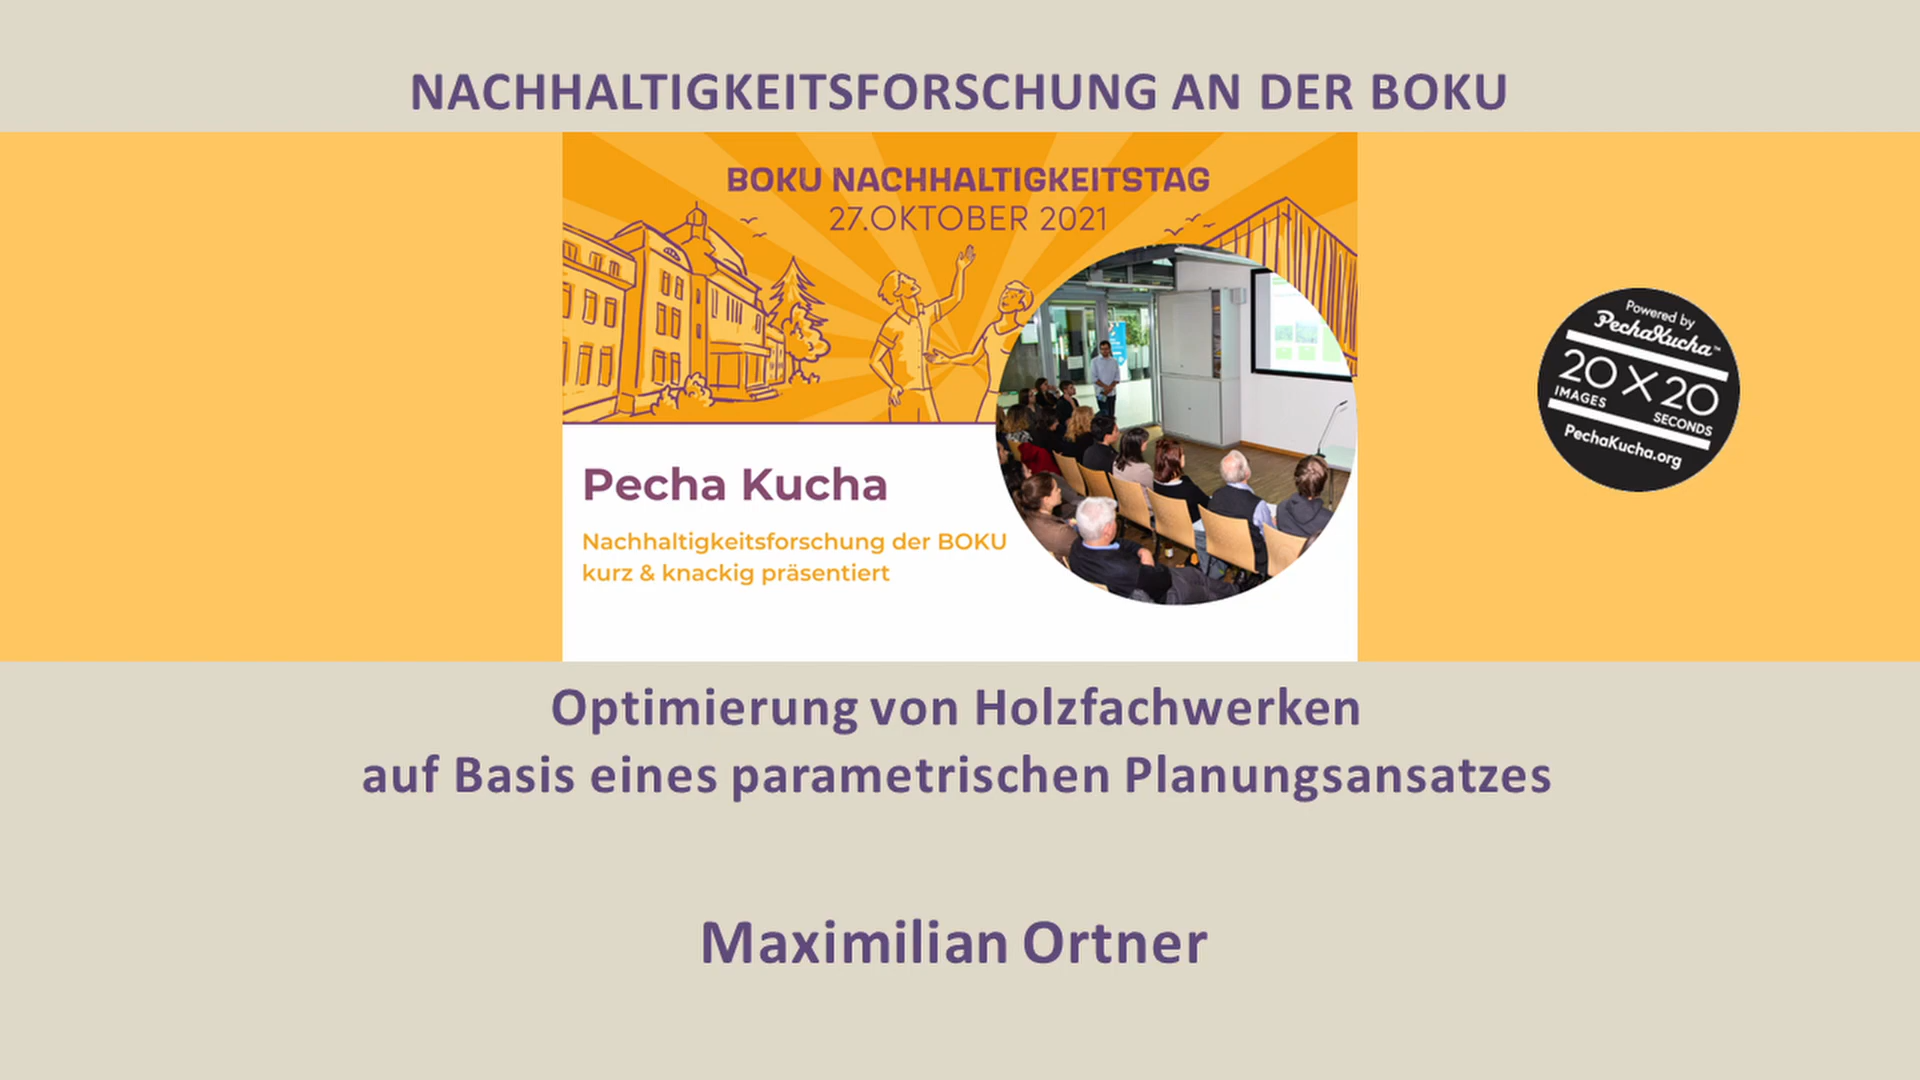 NACHHALTIGKEITSFORSCHUNG AN DER BOKU
BOKU NACHHALTIGKEITSTAG
27.OKTOBER 2021
Pecha Kucha
Nachhaltigkeitsforschung der BOKU
kurz & knackig präsentiert
Powered by
PechaKucha™
20 X 20
IMAGES SECONDS
PechaKucha.org
Optimierung von Holzfachwerken
auf Basis eines parametrischen Planungsansatzes
Maximilian Ortner